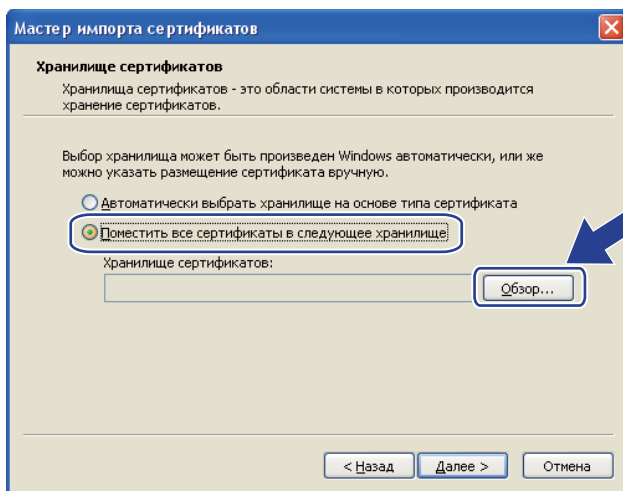 Мастер импорта сертификатов
Хранилище сертификатов
Хранилища сертификатов - это области системы в которых производится
хранение сертификатов.
Выбор хранилища может быть произведен Windows автоматически, или же
можно указать размещение сертификата вручную.
Автоматически выбрать хранилище на основе типа сертификата
Поместить все сертификаты в следующее хранилище
Хранилище сертификатов:
Обзор...
< Назад Далее > Отмена